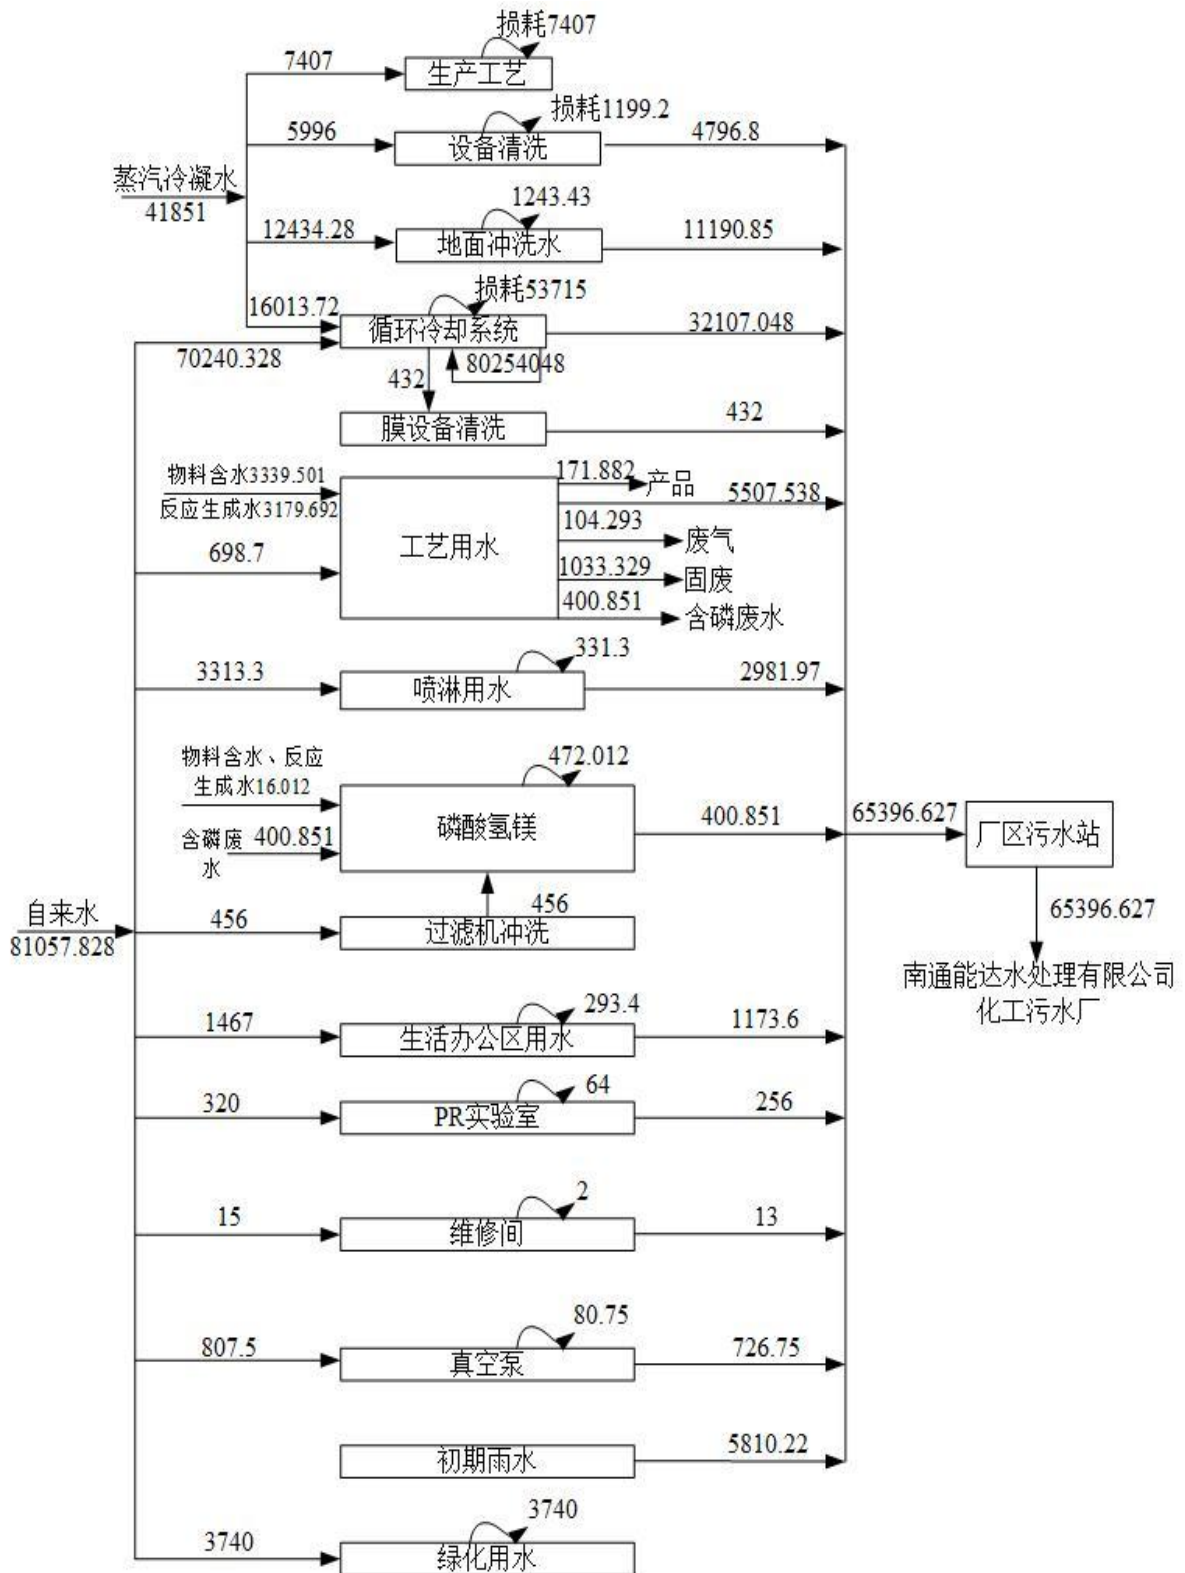 损耗7407
7407
生产工艺
损耗1199.2
5996
设备清洗
4796.8
蒸汽冷凝水
41851
1243.43
12434.28
地面冲洗水
11190.85
损耗53715
16013.72
循环冷却系统
32107.048
70240.328
80254048
432
膜设备清洗
432
物料含水3339.501
反应生成水3179.692
698.7
工艺用水
171.882
产品
5507.538
104.293
废气
1033.329
固废
400.851
含磷废水
331.3
3313.3
喷淋用水
2981.97
472.012
物料含水、反应
生成水16.012
磷酸氢镁
400.851
含磷废
水
400.851
65396.627
厂区污水站
65396.627
南通能达水处理有限公司
化工污水厂
自来水
81057.828
456
456
过滤机冲洗
293.4
1467
生活办公区用水
1173.6
64
320
PR实验室
256
2
15
维修间
13
80.75
807.5
真空泵
726.75
初期雨水
5810.22
3740
3740
绿化用水